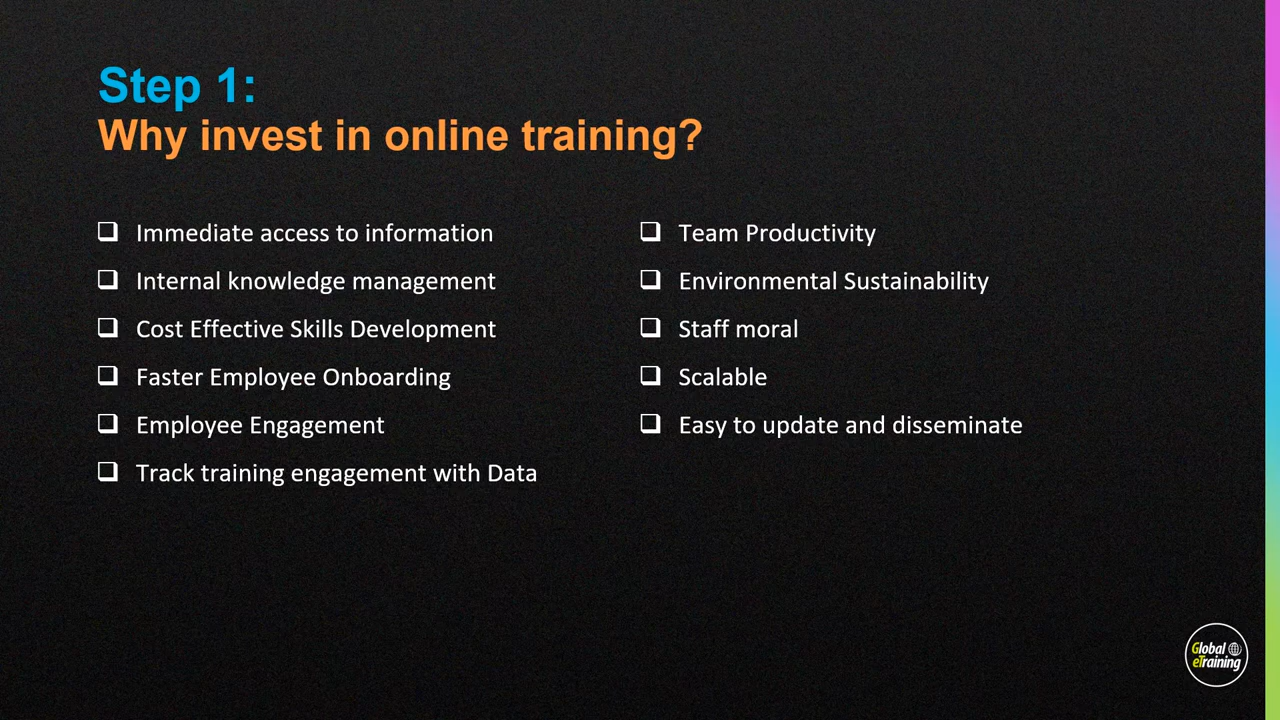 Step 1:
Why invest in online training?
Immediate access to information
Internal knowledge management
Cost Effective Skills Development
Faster Employee Onboarding
Employee Engagement
Track training engagement with Data
Team Productivity
Environmental Sustainability
Staff moral
Scalable
Easy to update and disseminate
Global
eTraining